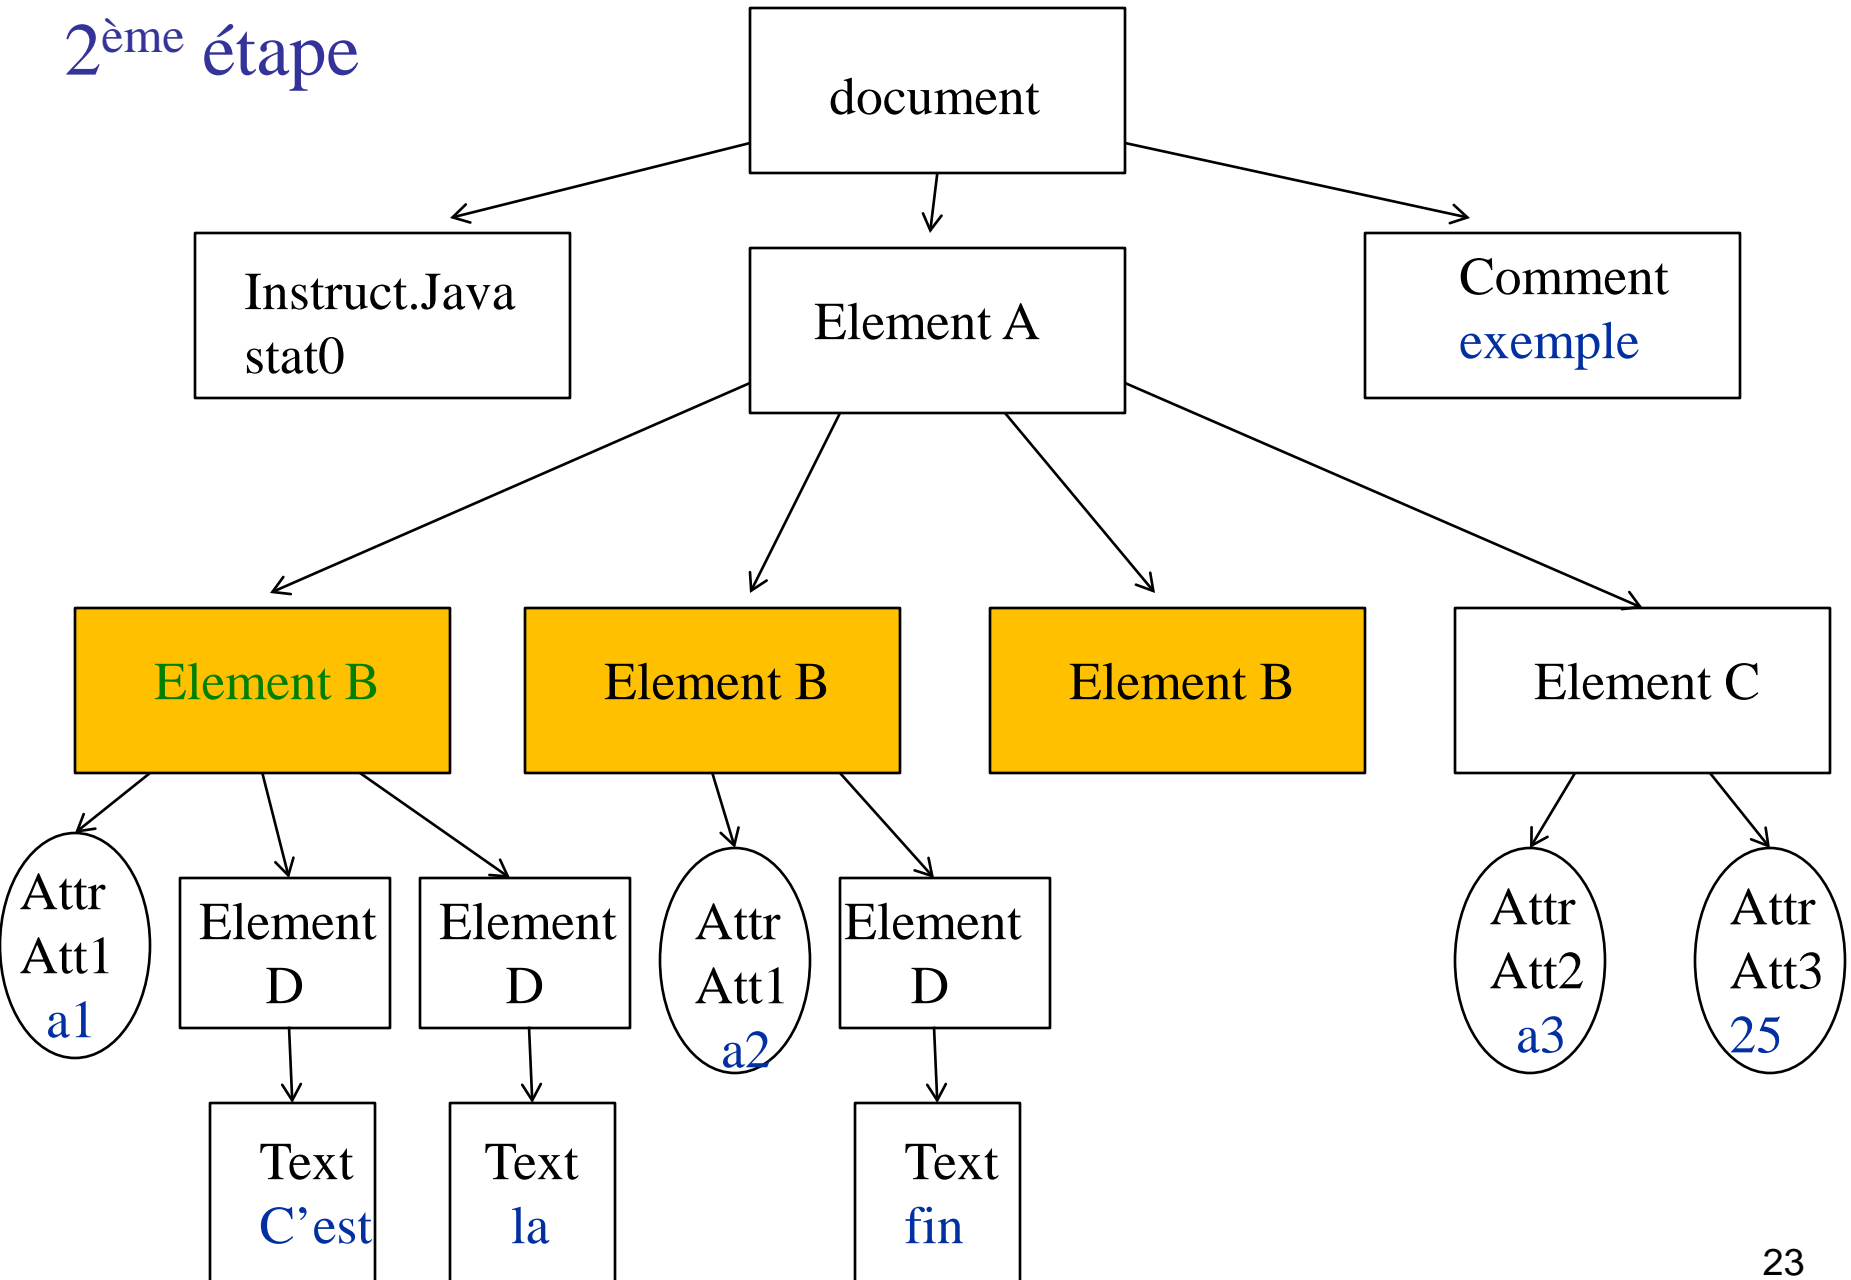 2ème étape
document
Instruct.Java
stat0
Element A
Comment
exemple
Element B
Element B
Element B
Element C
Attr
Att1
a1
Element
D
Element
D
Attr
Att1
a2
Element
D
Attr
Att2
a3
Attr
Att3
25
Text
C’est
Text
la
Text
fin
23